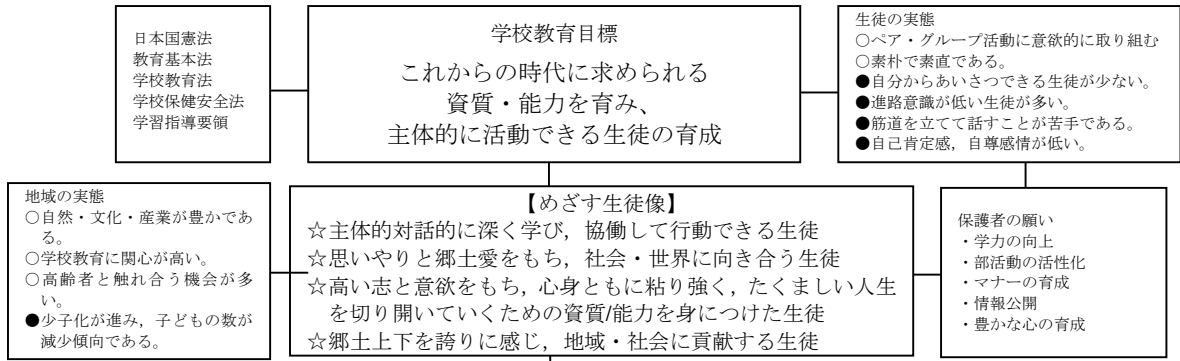 日本国憲法
教育基本法
学校教育法
学校保健安全法
学習指導要領
学校教育目標
これからの時代に求められる
資質・能力を育み、
主体的に活動できる生徒の育成
生徒の実態
○ペア・グループ活動に意欲的に取り組む
○素朴で素直である。
●自分からあいさつできる生徒が少ない。
●進路意識が低い生徒が多い。
●筋道を立てて話すことが苦手である。
●自己肯定感，自尊感情が低い。
地域の実態
○自然・文化・産業が豊かであ
る。
○学校教育に関心が高い。
○高齢者と触れ合う機会が多
い。
●少子化が進み，子どもの数が
減少傾向である。
【めざす生徒像】
☆主体的対話的に深く学び，協働して行動できる生徒
☆思いやりと郷土愛をもち，社会・世界に向き合う生徒
☆高い志と意欲をもち，心身ともに粘り強く，たくましい人生
を切り開いていくための資質/能力を身につけた生徒
☆郷土上下を誇りに感じ，地域・社会に貢献する生徒
保護者の願い
・学力の向上
・部活動の活性化
・マナーの育成
・情報公開
・豊かな心の育成